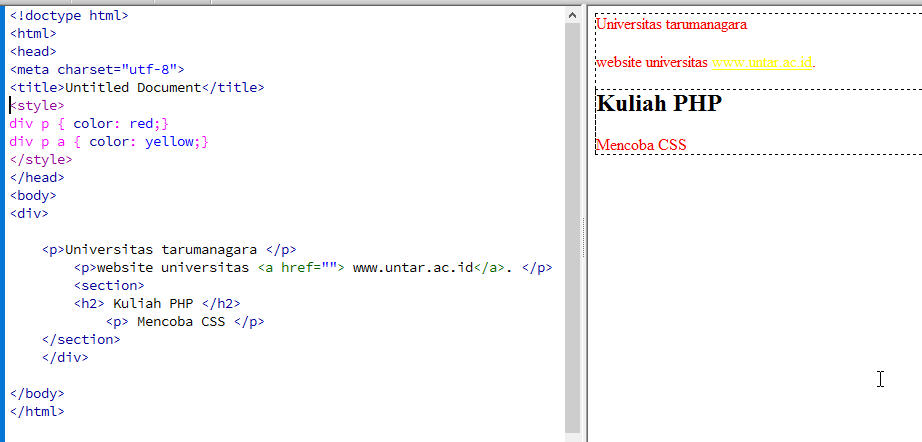 <!doctype html>
<html>
<head>
<meta charset="utf-8">
<title>Untitled Document</title>
<style>
div p { color: red;}
div p a { color: yellow;}
</style>
</head>
<body>
<div>
<p>Universitas tarumanagara </p>
<p>website universitas <a href=""> www.untar.ac.id</a>. </p>
<section>
<h2> Kuliah PHP </h2>
<p> Mencoba CSS </p>
</section>
</div>
</body>
</html>
Universitas tarumanagara
website universitas www.untar.ac.id.
Kuliah PHP
Mencoba CSS